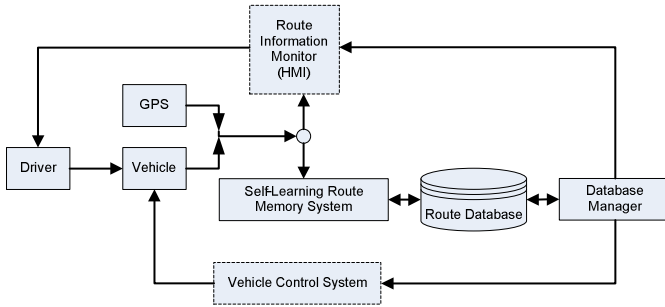 Route
Information
Monitor
(HMI)
GPS
Driver
Vehicle
Self-Learning Route
Memory System
Route Database
Database
Manager
Vehicle Control System